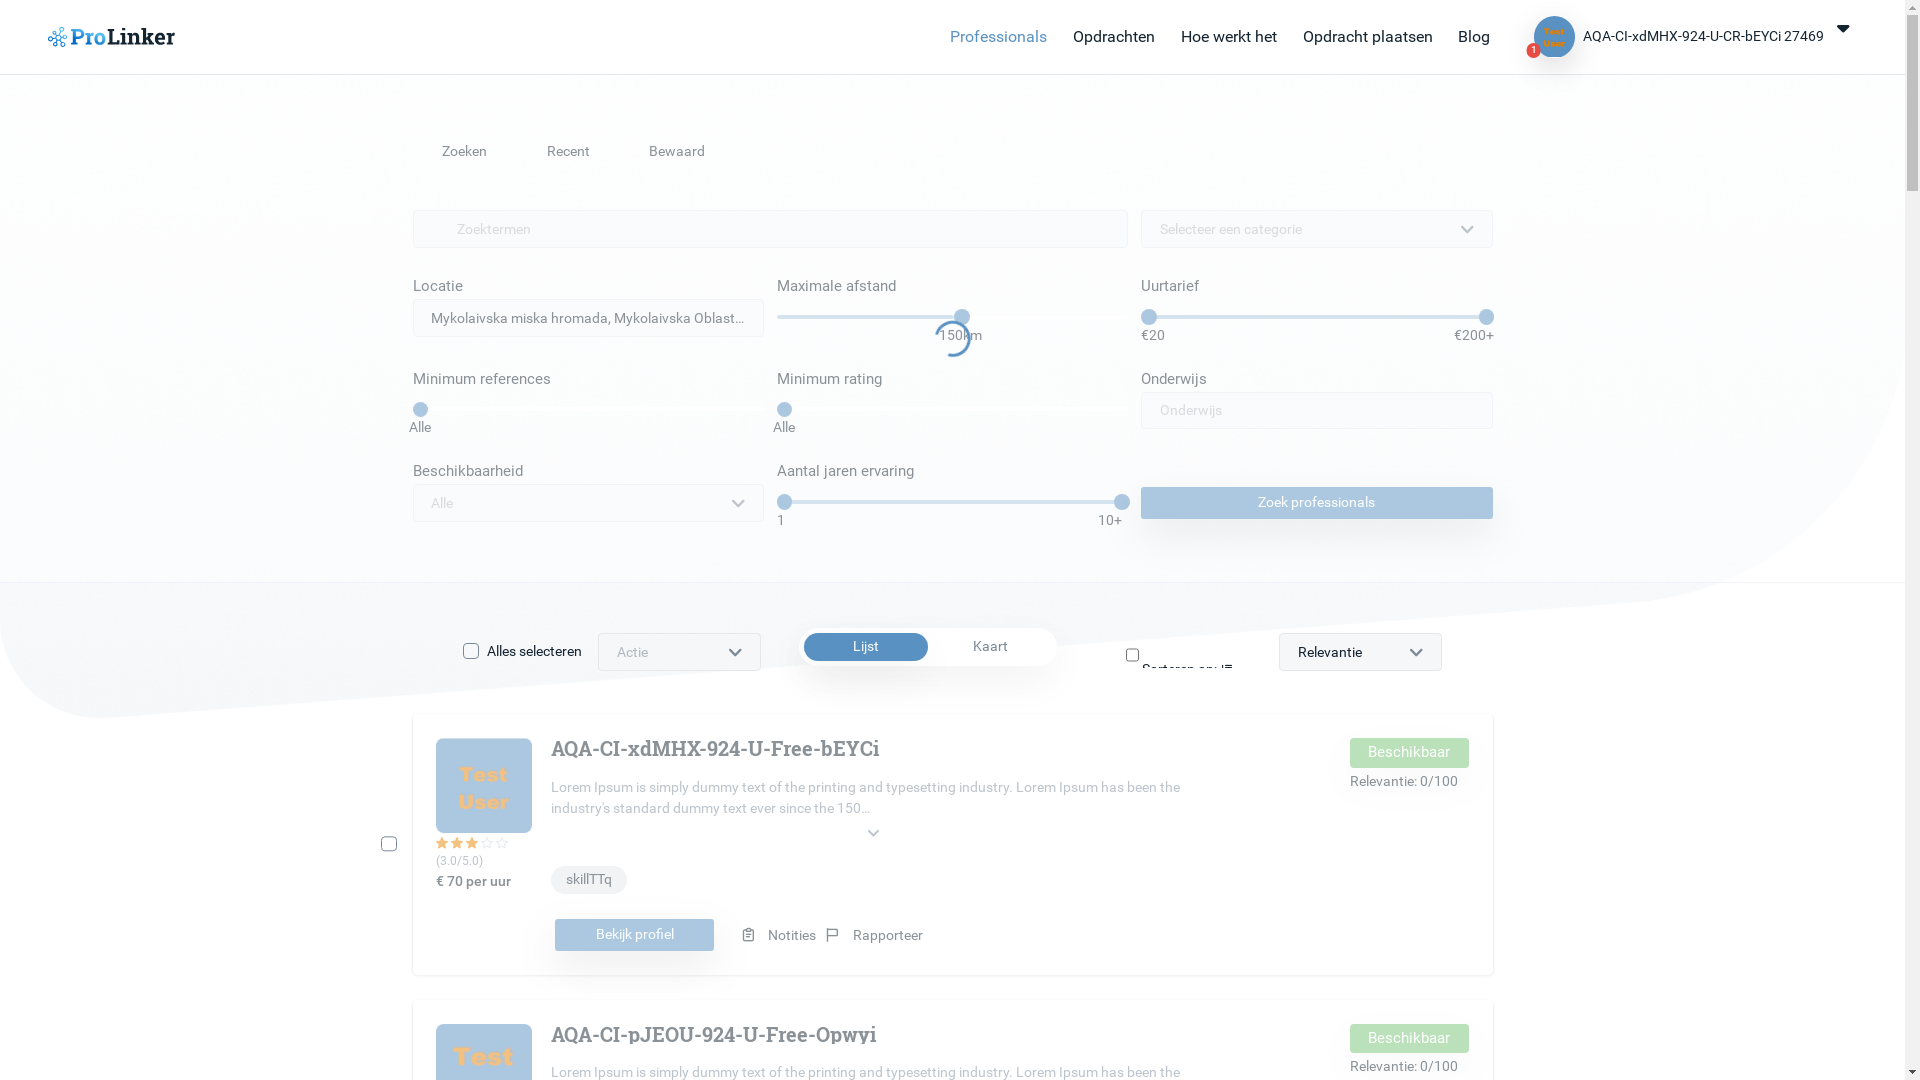 ProLinker
Professionals
Opdrachten
Hoe werkt het
Opdracht plaatsen
Blog
Test
User
1
AQA-CI-xdMHX-924-U-CR-bEYCi 27469
Zoeken
Recent
Bewaard
Zoektermen
Selecteer een categorie
Locatie
Maximale afstand
Uurtarief
Mykolaivska miska hromada, Mykolaivska Oblast...
150km
€20
€200+
Minimum references
Minimum rating
Onderwijs
Alle
Alle
Onderwijs
Beschikbaarheid
Aantal jaren ervaring
Alle
1
10+
Zoek professionals
Alles selecteren
Actie
Lijst
Kaart
Sorteren op:
Relevantie
Test
User
AQA-CI-xdMHX-924-U-Free-bEYCi
Beschikbaar
Relevantie: 0/100
Lorem Ipsum is simply dummy text of the printing and typesetting industry. Lorem Ipsum has been the
industry's standard dummy text ever since the 150...
(3.0/5.0)
€ 70 per uur
skillTTq
Bekijk profiel
Notities
Rapporteer
Test
AQA-CI-pJEOU-924-U-Free-Opwyi
Beschikbaar
Relevantie: 0/100
Lorem Ipsum is simply dummy text of the printing and typesetting industry. Lorem Ipsum has been the